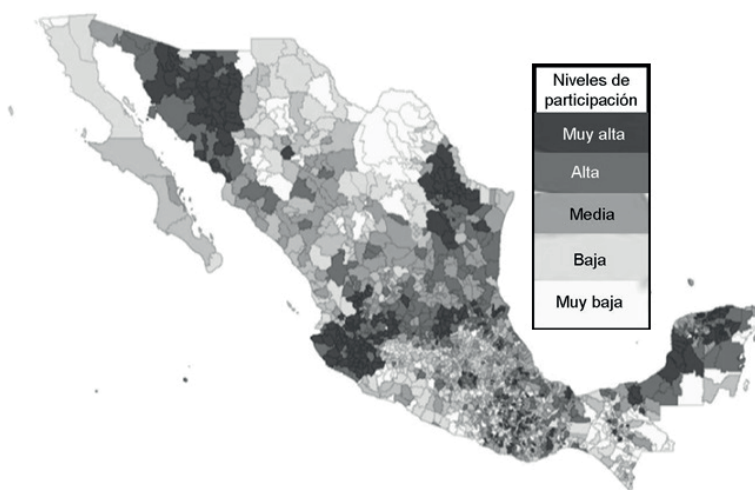 Niveles de
participación
Muy alta
Alta
Media
Baja
Muy baja